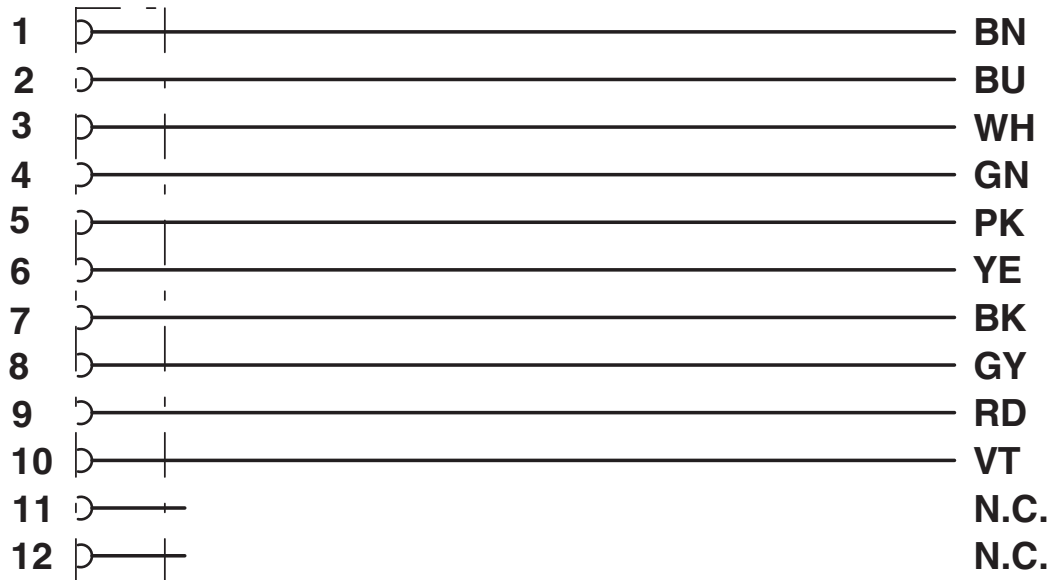 1 BN
2 BU
3 WH
4 GN
5 PK
6 YE
7 BK
8 GY
9 RD
10 VT
11 N.C.
12 N.C.